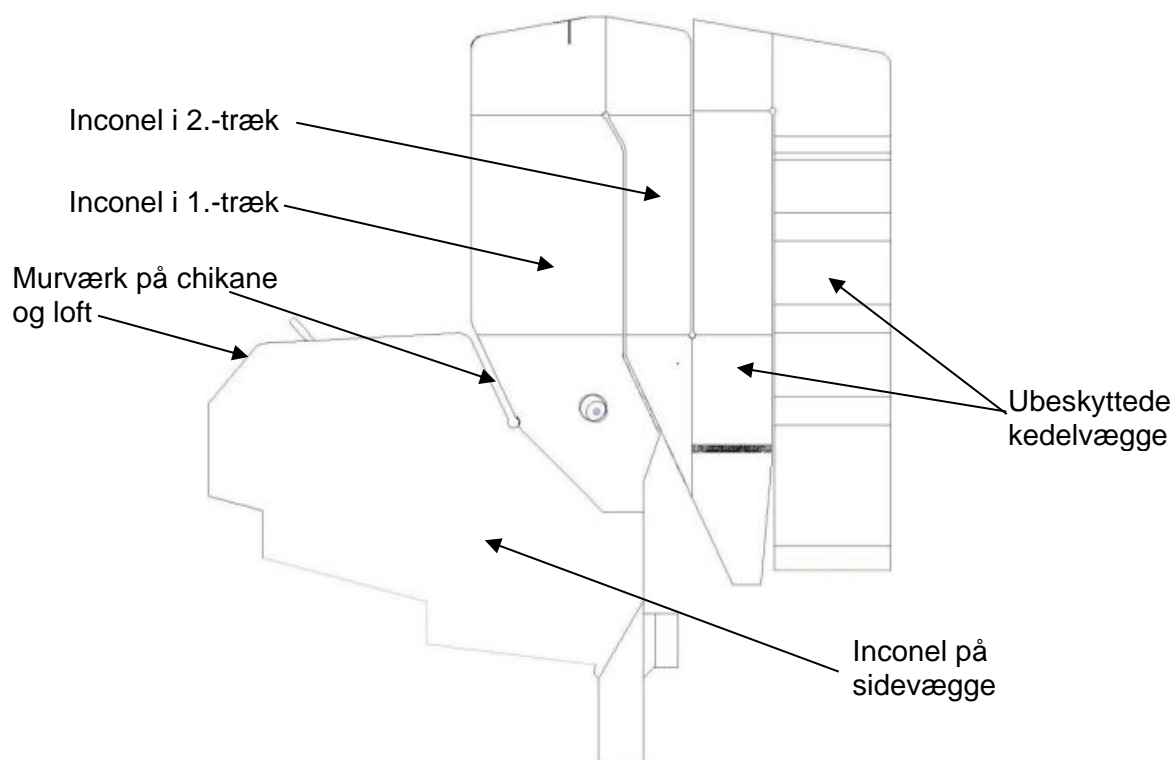 Inconel i 2.-træk
Inconel i 1.-træk
Murværk på chikane
og loft
Ubeskyttede
kedelvægge
Inconel på
sidevægge